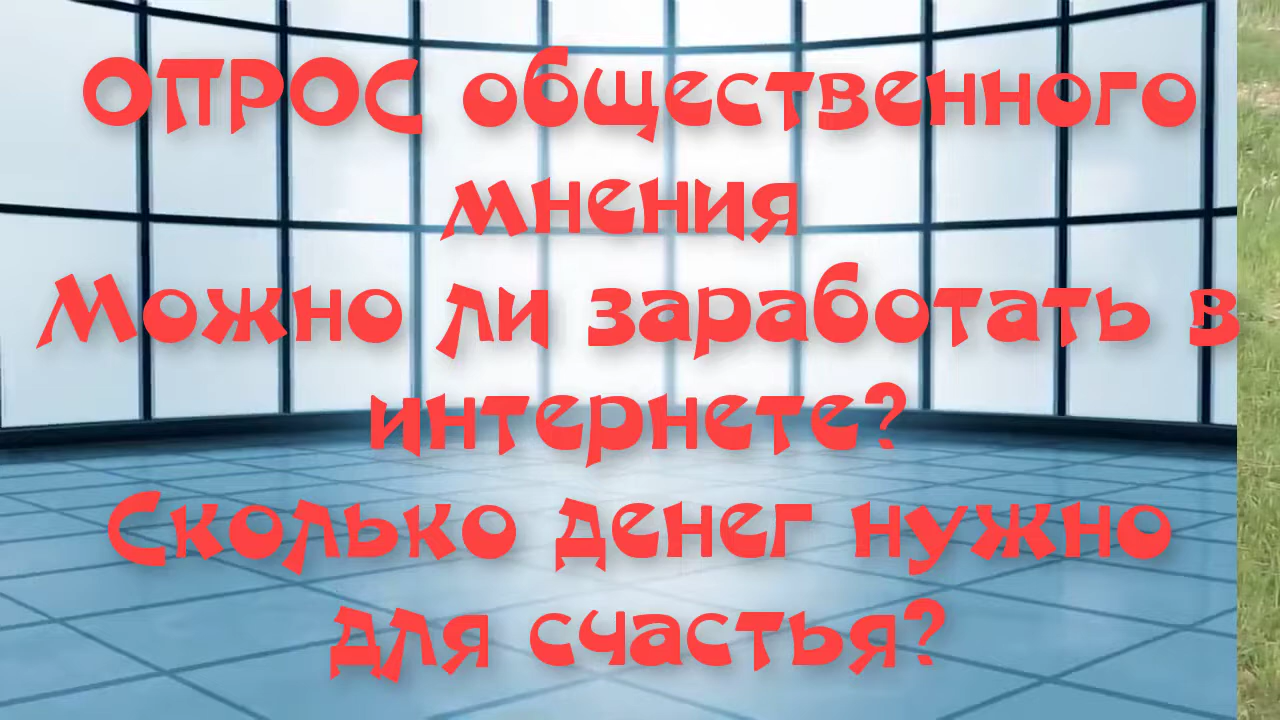 ОПРОС общественного
мнения
Можно ли заработать в
интернете?
Сколько денег нужно
для счастья?